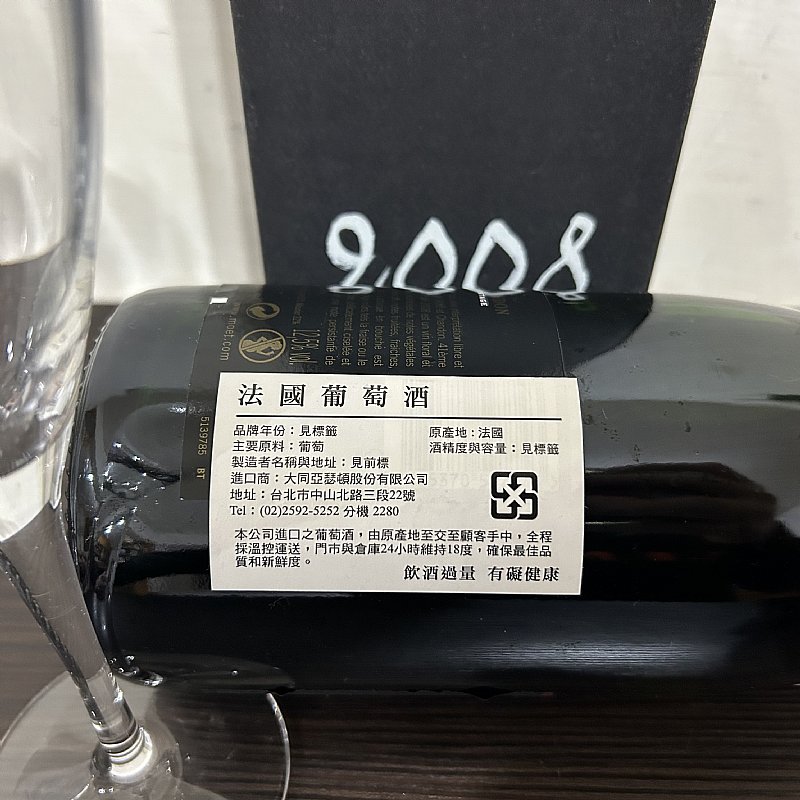 2008
www.moet.com
12.5% vol.
5139785 BT
法國葡萄酒
品牌年份：見標籤
原產地：法國
主要原料：葡萄
酒精度與容量：見標籤
製造者名稱與地址：見前標
進口商：大同亞瑟頓股份有限公司
地址：台北市中山北路三段22號
Tel：(02)2592-5252 分機 2280
本公司進口之葡萄酒，由原產地至交至顧客手中，全程
採溫控運送，門市與倉庫24小時維持18度，確保最佳品
質和新鮮度。
飲酒過量 有礙健康